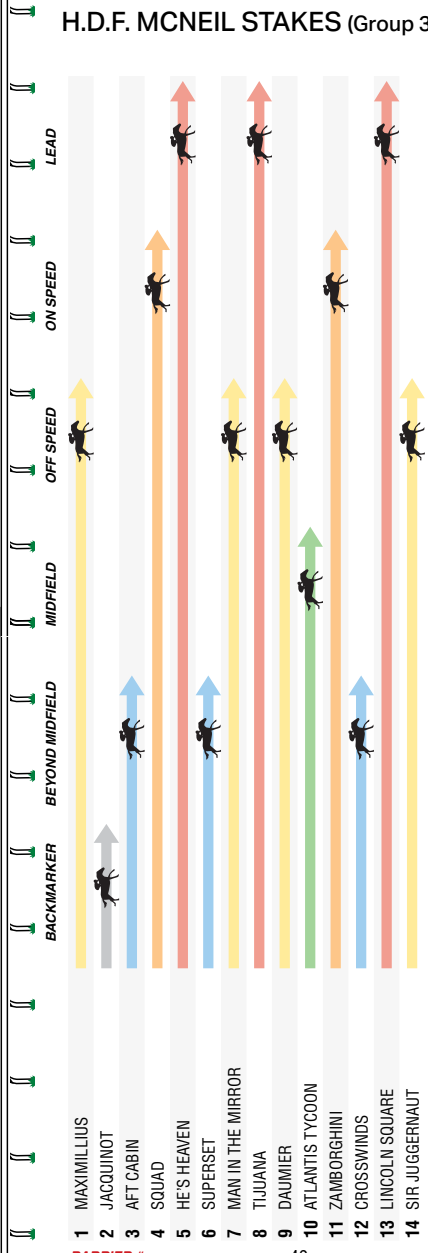 H.D.F. MCNEIL STAKES (Group 3
LEAD
ON SPEED
OFF SPEED
MIDFIELD
BEYOND MIDFIELD
BACKMARKER
1 MAXIMILLIUS
2 JACQUINOT
3 AFT CABIN
4 SQUAD
5 HE'S HEAVEN
6 SUPERSET
7 MAN IN THE MIRROR
8 TIJUANA
9 DAUMIER
10 ATLANTIS TYCOON
11 ZAMBORGHINI
12 CROSSWINDS
13 LINCOLN SQUARE
14 SIR JUGGERNAUT